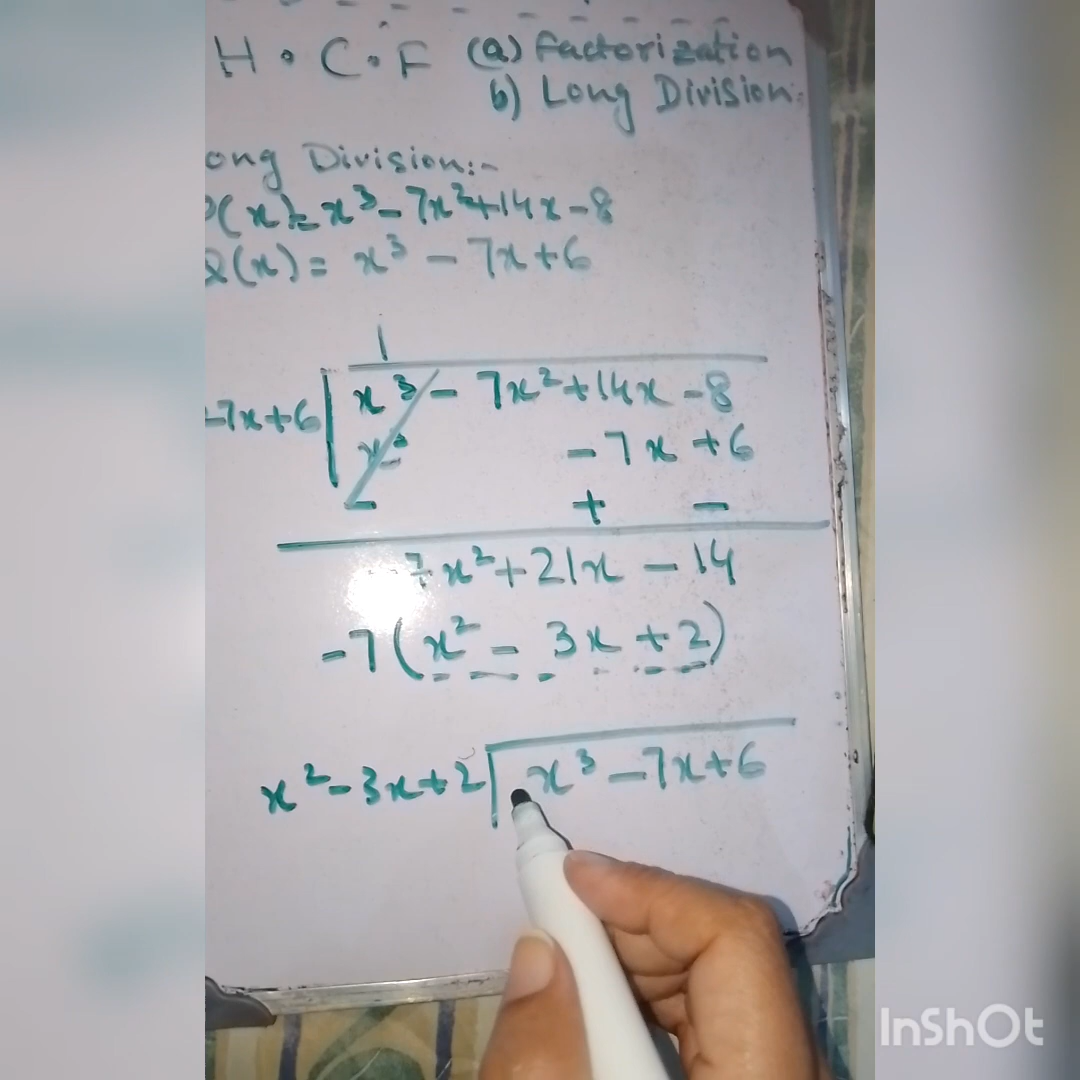 H.C.F (a) Factorization
b) Long Division:
ong Division:-
P(x)= x³ - 7x² + 14x - 8
Q(x) = x³ - 7x + 6
1
-7x+6 x³ - 7x² + 14x - 8
x³ - 7x + 6
- + -
-7x² + 21x - 14
-7(x² - 3x + 2)
x² - 3x + 2 x³ - 7x + 6
InShOt